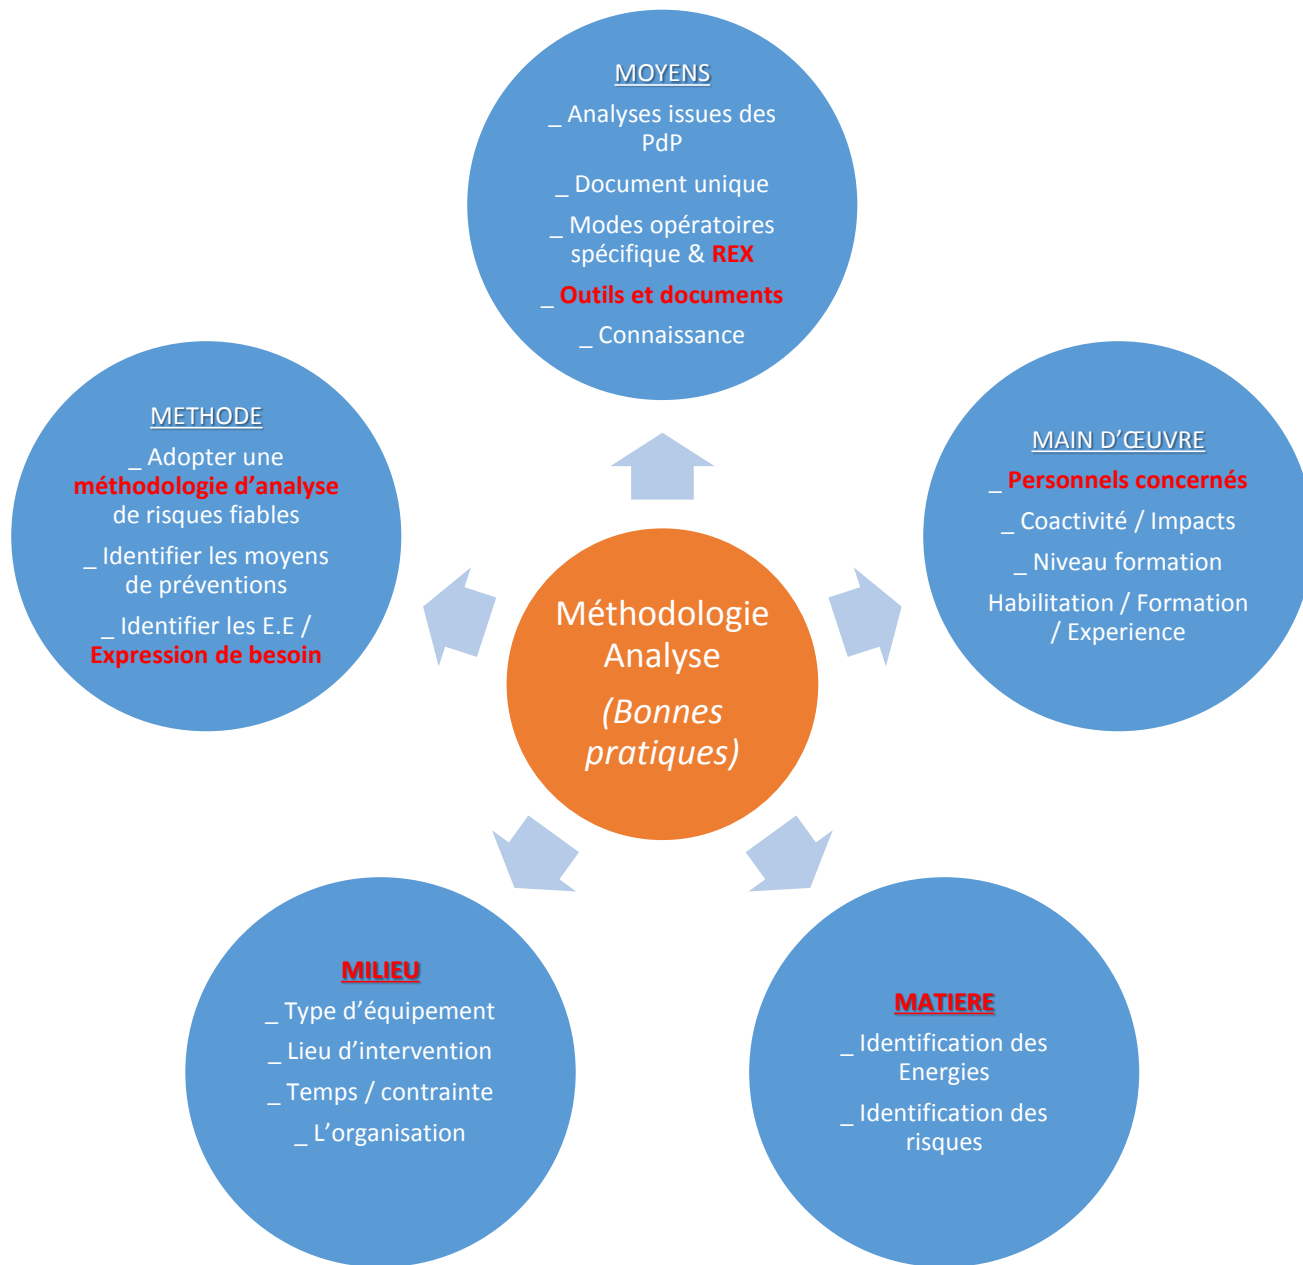 MOYENS
_ Analyses issues des
PdP
_ Document unique
_ Modes opératoires
spécifique & REX
_ Outils et documents
_ Connaissance
METHODE
_ Adopter une
méthodologie d’analyse
de risques fiables
_ Identifier les moyens
de préventions
_ Identifier les E.E /
Expression de besoin
MAIN D’ŒUVRE
_ Personnels concernés
_ Coactivité / Impacts
_ Niveau formation
Habilitation / Formation
/ Experience
Méthodologie
Analyse
(Bonnes
pratiques)
MILIEU
_ Type d’équipement
_ Lieu d’intervention
_ Temps / contrainte
_ L’organisation
MATIERE
_ Identification des
Energies
_ Identification des
risques